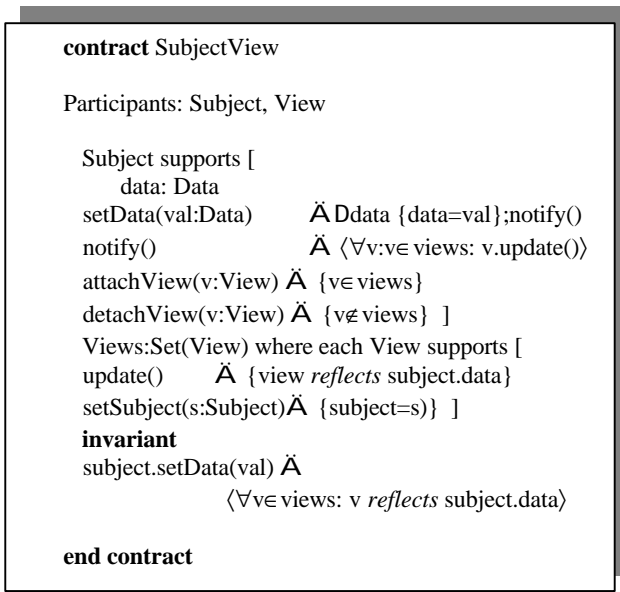 contract SubjectView
Participants: Subject, View
Subject supports [
data: Data
setData(val:Data) Ä Ddata {data=val};notify()
notify() Ä ⟨∀v:v∈views: v.update()⟩
attachView(v:View) Ä {v∈views}
detachView(v:View) Ä {v∉views} ]
Views:Set(View) where each View supports [
update() Ä {view reflects subject.data}
setSubject(s:Subject)Ä {subject=s)} ]
invariant
subject.setData(val) Ä
⟨∀v∈views: v reflects subject.data⟩
end contract